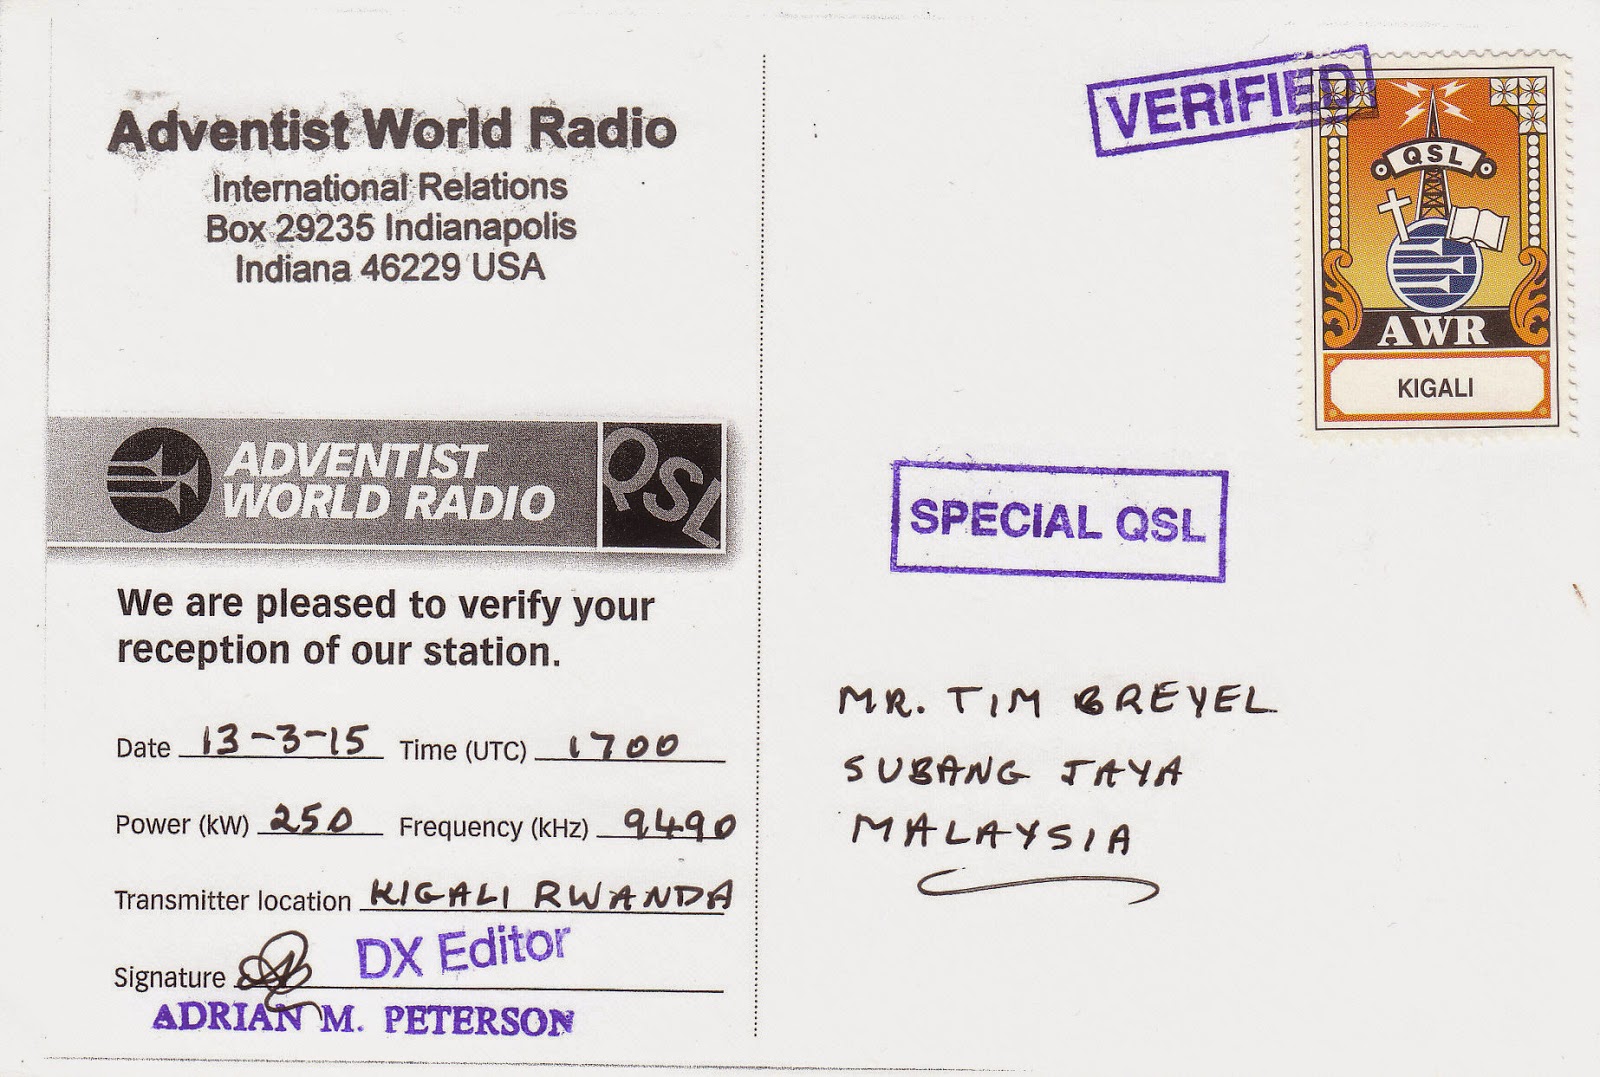 Adventist World Radio
International Relations
Box 29235 Indianapolis
Indiana 46229 USA
ADVENTIST
WORLD RADIO
QSL
We are pleased to verify your
reception of our station.
Date 13-3-15 Time (UTC) 1700
Power (kW) 250 Frequency (kHz) 9490
Transmitter location KIGALI RWANDA
Signature DX Editor
ADRIAN M. PETERSON
VERIFIED
QSL
AWR
KIGALI
SPECIAL QSL
MR. TIM BREYEL
SUBANG JAYA
MALAYSIA